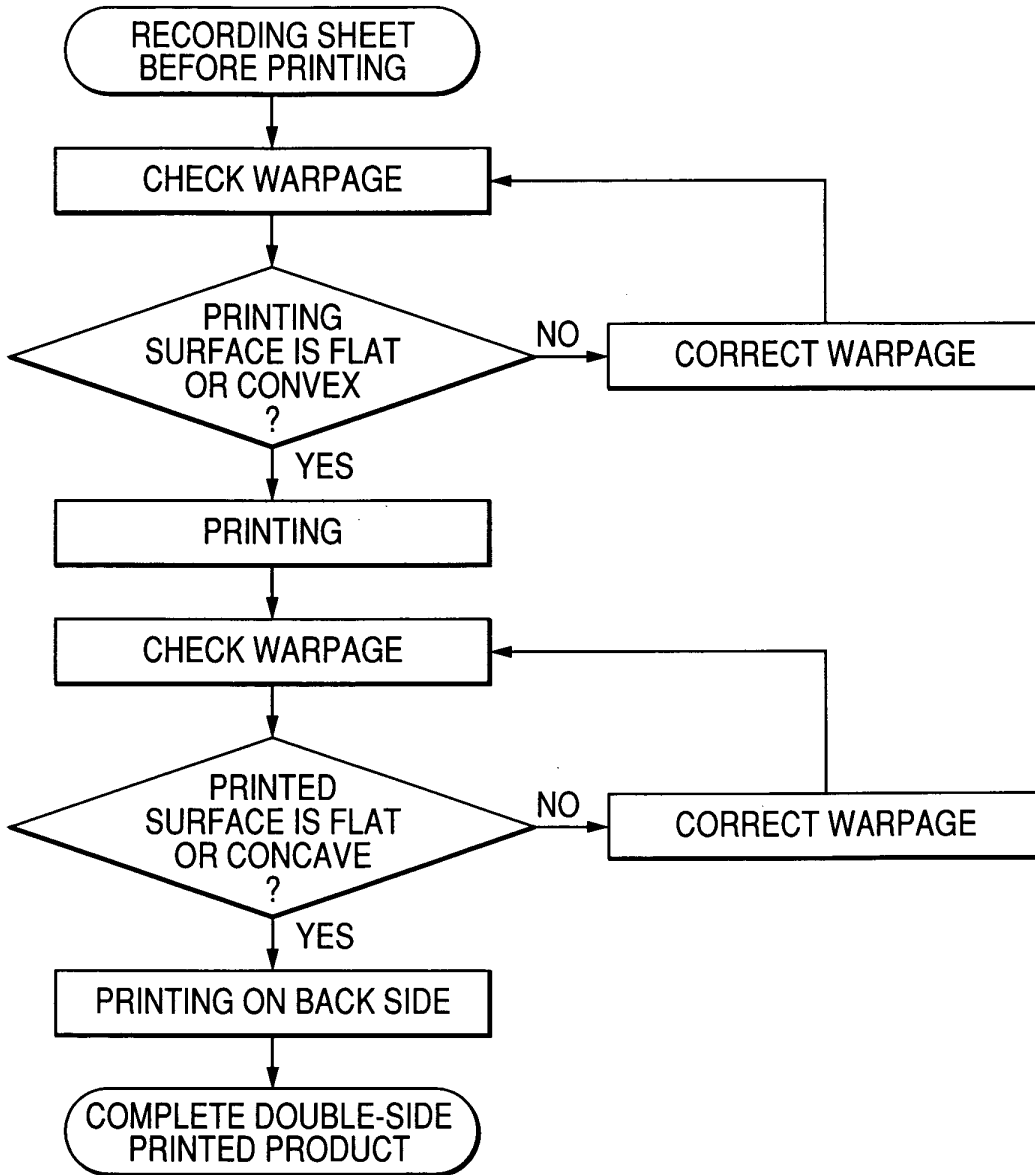 RECORDING SHEET
BEFORE PRINTING
CHECK WARPAGE
PRINTING
SURFACE IS FLAT
OR CONVEX
?
NO
CORRECT WARPAGE
YES
PRINTING
CHECK WARPAGE
PRINTED
SURFACE IS FLAT
OR CONCAVE
?
NO
CORRECT WARPAGE
YES
PRINTING ON BACK SIDE
COMPLETE DOUBLE-SIDE
PRINTED PRODUCT